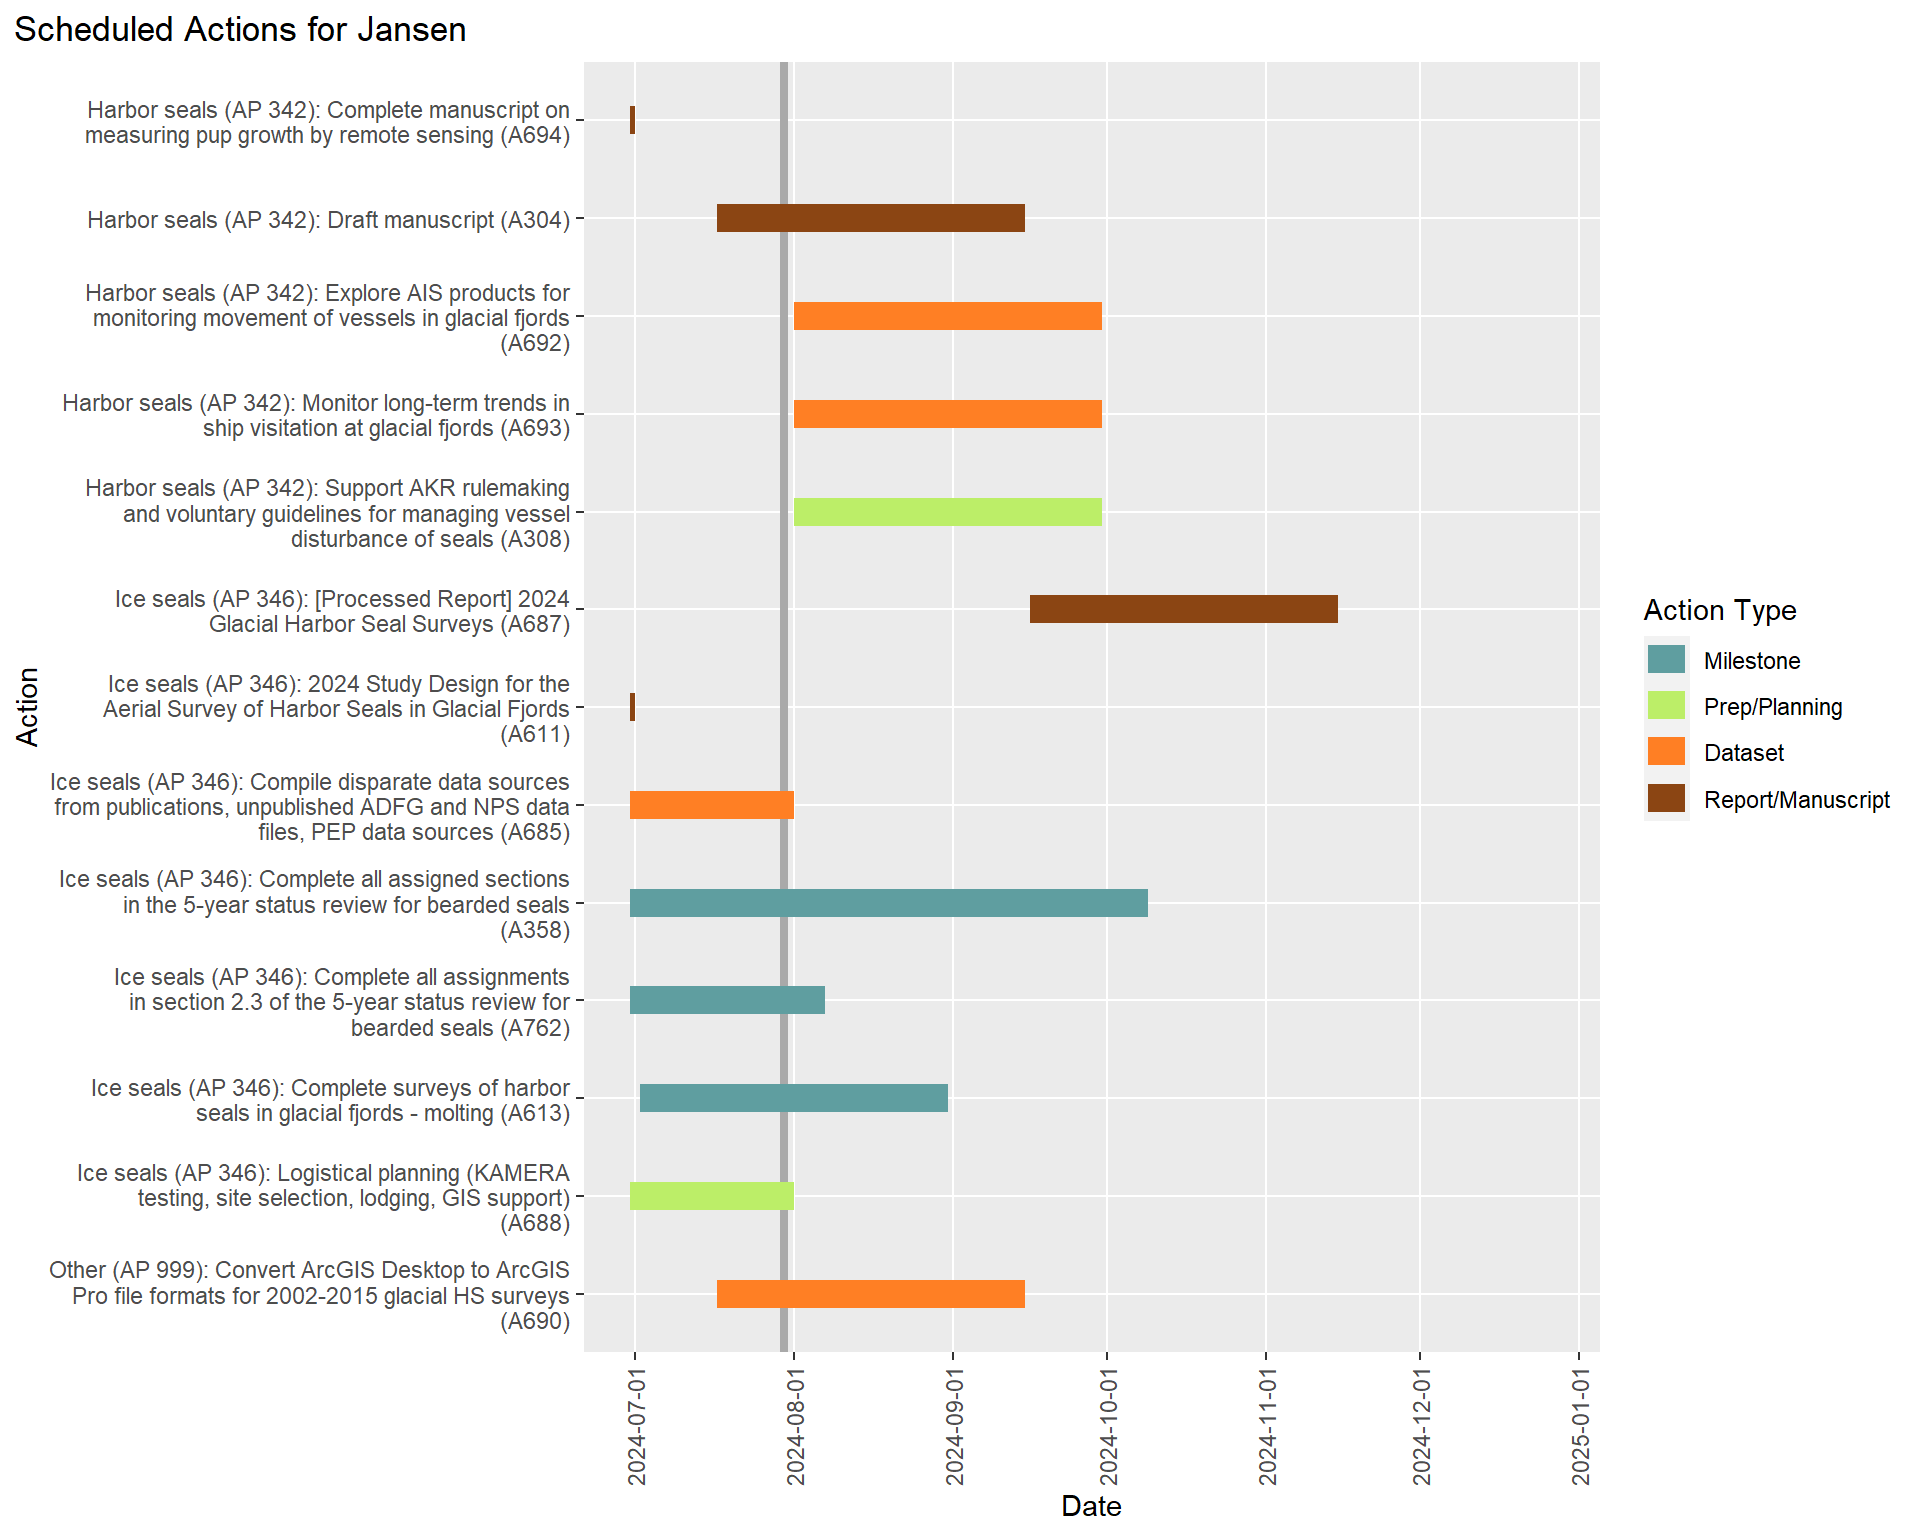 Scheduled Actions for Jansen
Harbor seals (AP 342): Complete manuscript on
measuring pup growth by remote sensing (A694)
Harbor seals (AP 342): Draft manuscript (A304)
Harbor seals (AP 342): Explore AIS products for
monitoring movement of vessels in glacial fjords
(A692)
Harbor seals (AP 342): Monitor long-term trends in
ship visitation at glacial fjords (A693)
Harbor seals (AP 342): Support AKR rulemaking
and voluntary guidelines for managing vessel
disturbance of seals (A308)
Ice seals (AP 346): [Processed Report] 2024
Glacial Harbor Seal Surveys (A687)
Ice seals (AP 346): 2024 Study Design for the
Aerial Survey of Harbor Seals in Glacial Fjords
(A611)
Ice seals (AP 346): Compile disparate data sources
from publications, unpublished ADFG and NPS data
files, PEP data sources (A685)
Ice seals (AP 346): Complete all assigned sections
in the 5-year status review for bearded seals
(A358)
Ice seals (AP 346): Complete all assignments
in section 2.3 of the 5-year status review for
bearded seals (A762)
Ice seals (AP 346): Complete surveys of harbor
seals in glacial fjords - molting (A613)
Ice seals (AP 346): Logistical planning (KAMERA
testing, site selection, lodging, GIS support)
(A688)
Other (AP 999): Convert ArcGIS Desktop to ArcGIS
Pro file formats for 2002-2015 glacial HS surveys
(A690)
Action
2024-07-01
2024-08-01
2024-09-01
2024-10-01
2024-11-01
2024-12-01
2025-01-01
Date
Action Type
Milestone
Prep/Planning
Dataset
Report/Manuscript